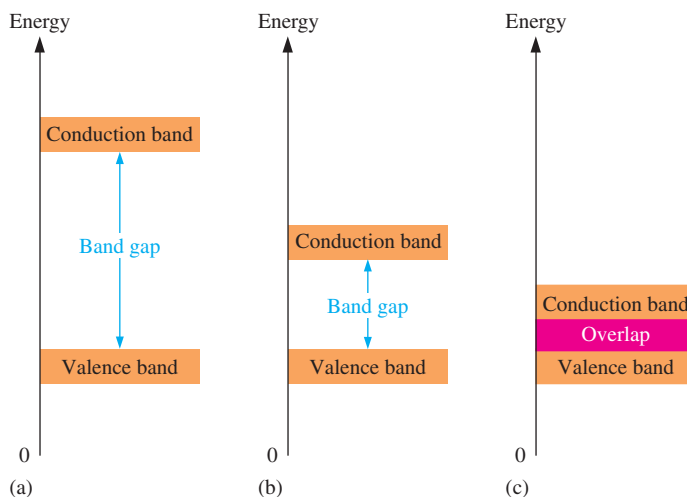 Energy
Conduction band
Band gap
Valence band
0
(a)
Energy
Conduction band
Band gap
Valence band
0
(b)
Energy
Conduction band
Overlap
Valence band
0
(c)